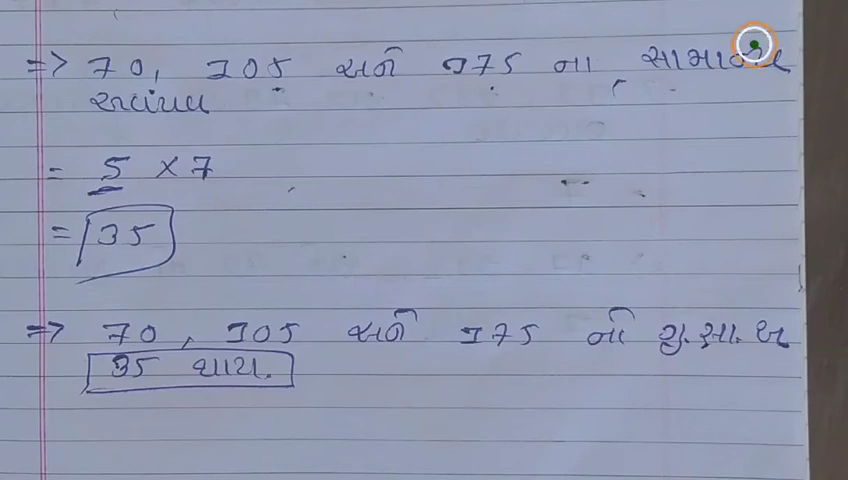 => 70, 105 અને 175 ના સામાન્ય
અવયવ
= 5 × 7
= 35
=> 70, 105 અને 175 નો ગુ.સા.અ
35 થાય.